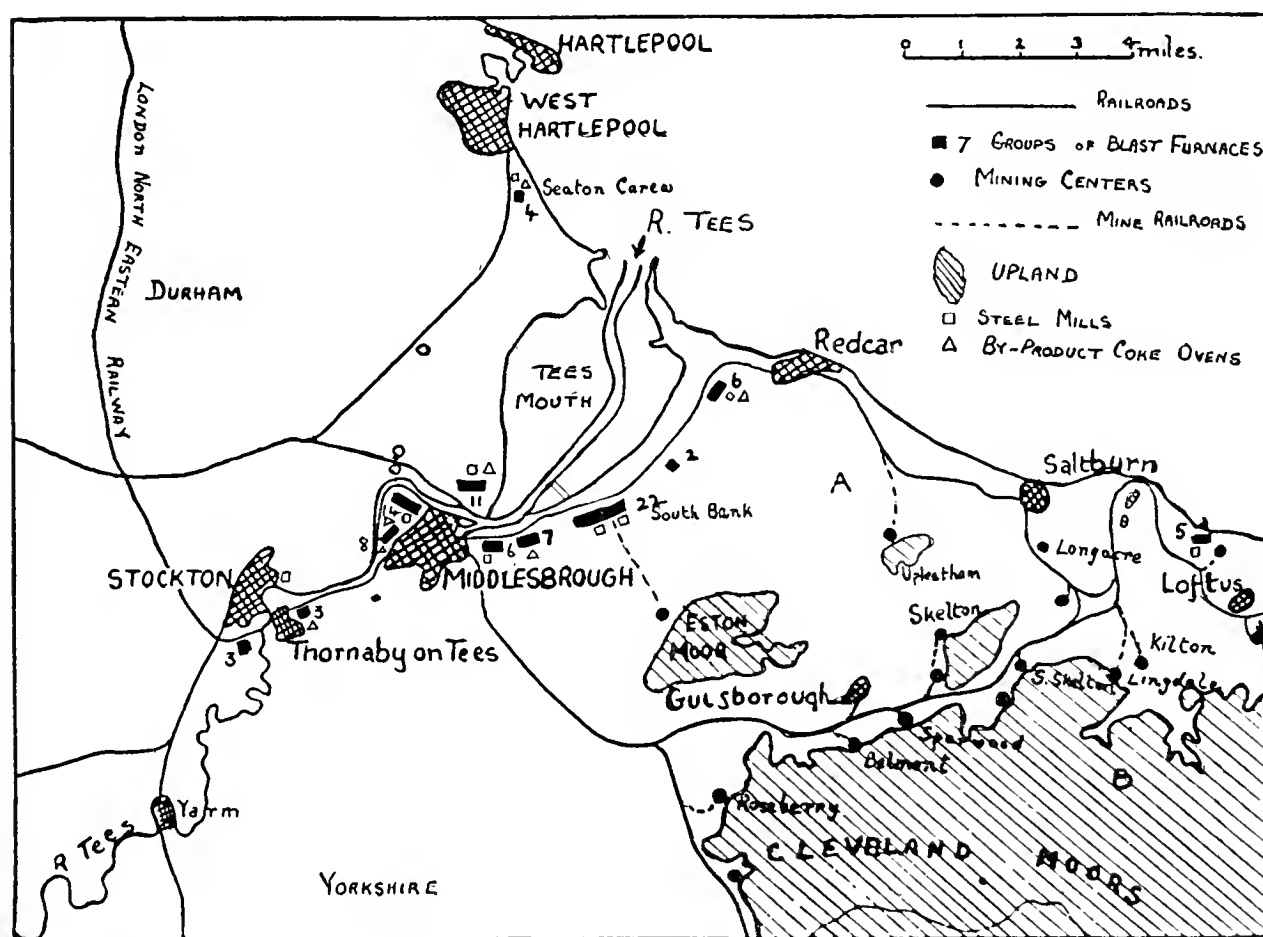 HARTLEPOOL
WEST
HARTLEPOOL
0 1 2 3 4 miles.
RAILROADS
7 GROUPS OF BLAST FURNACES
MINING CENTERS
MINE RAILROADS
UPLAND
STEEL MILLS
BY-PRODUCT COKE OVENS
LONDON NORTH EASTERN RAILWAY
Seaton Carew
4
R. TEES
DURHAM
Redcar
TEES
MOUTH
6
2
A
Saltburn
11
22
South Bank
8
5
Longacre
Loftus
6
7
Upleatham
STOCKTON
MIDDLESBROUGH
3
3
Thornaby on Tees
ESTON
MOOR
Skelton
Kilton
Guisborough
S. Skelton
Lingdale
Spawood
Belmont
B
Roseberry
Yarm
R Tees
CLEVELAND MOORS
YORKSHIRE